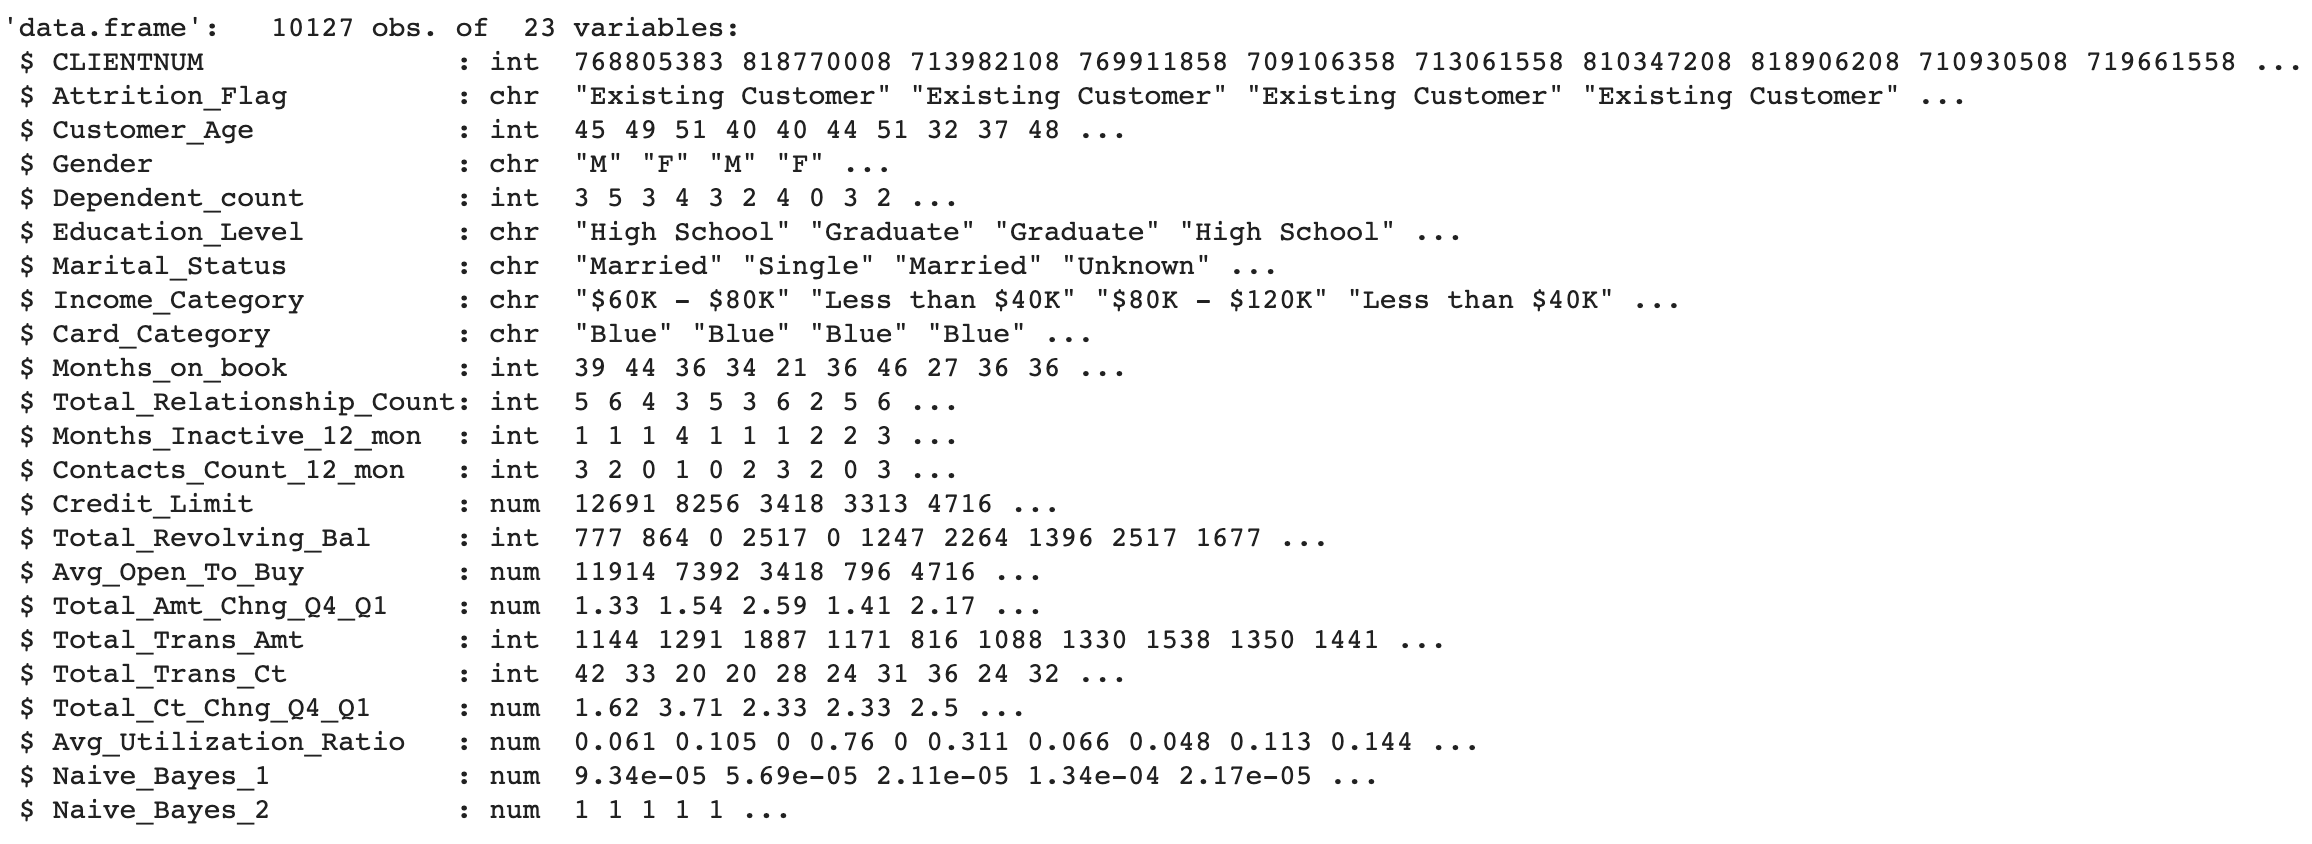 'data.frame':   10127 obs. of  23 variables:
 $ CLIENTNUM               : int  768805383 818770008 713982108 769911858 709106358 713061558 810347208 818906208 710930508 719661558 ...
 $ Attrition_Flag          : chr  "Existing Customer" "Existing Customer" "Existing Customer" "Existing Customer" ...
 $ Customer_Age            : int  45 49 51 40 40 44 51 32 37 48 ...
 $ Gender                  : chr  "M" "F" "M" "F" ...
 $ Dependent_count         : int  3 5 3 4 3 2 4 0 3 2 ...
 $ Education_Level         : chr  "High School" "Graduate" "Graduate" "High School" ...
 $ Marital_Status          : chr  "Married" "Single" "Married" "Unknown" ...
 $ Income_Category         : chr  "$60K - $80K" "Less than $40K" "$80K - $120K" "Less than $40K" ...
 $ Card_Category           : chr  "Blue" "Blue" "Blue" "Blue" ...
 $ Months_on_book          : int  39 44 36 34 21 36 46 27 36 36 ...
 $ Total_Relationship_Count: int  5 6 4 3 5 3 6 2 5 6 ...
 $ Months_Inactive_12_mon  : int  1 1 1 4 1 1 1 2 2 3 ...
 $ Contacts_Count_12_mon   : int  3 2 0 1 0 2 3 2 0 3 ...
 $ Credit_Limit            : num  12691 8256 3418 3313 4716 ...
 $ Total_Revolving_Bal     : int  777 864 0 2517 0 1247 2264 1396 2517 1677 ...
 $ Avg_Open_To_Buy         : num  11914 7392 3418 796 4716 ...
 $ Total_Amt_Chng_Q4_Q1    : num  1.33 1.54 2.59 1.41 2.17 ...
 $ Total_Trans_Amt         : int  1144 1291 1887 1171 816 1088 1330 1538 1350 1441 ...
 $ Total_Trans_Ct          : int  42 33 20 20 28 24 31 36 24 32 ...
 $ Total_Ct_Chng_Q4_Q1     : num  1.62 3.71 2.33 2.33 2.5 ...
 $ Avg_Utilization_Ratio   : num  0.061 0.105 0 0.76 0 0.311 0.066 0.048 0.113 0.144 ...
 $ Naive_Bayes_1           : num  9.34e-05 5.69e-05 2.11e-05 1.34e-04 2.17e-05 ...
 $ Naive_Bayes_2           : num  1 1 1 1 1 ...